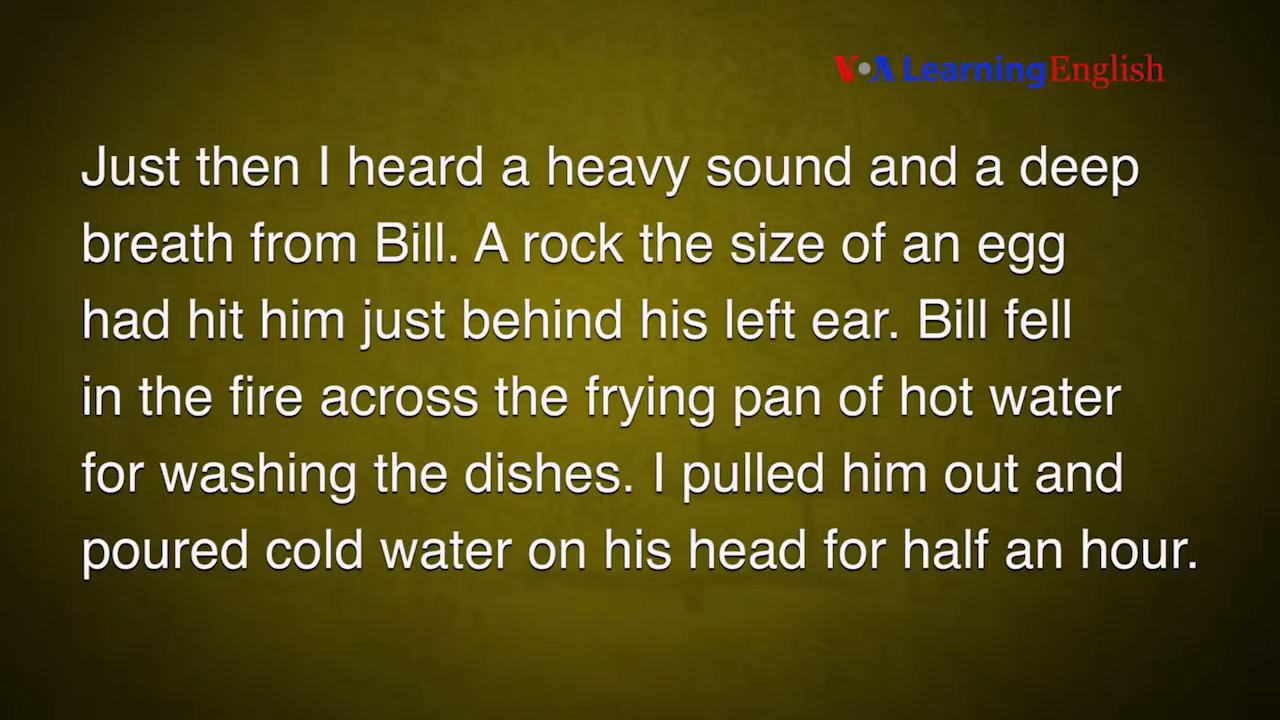 VOA Learning English
Just then I heard a heavy sound and a deep
breath from Bill. A rock the size of an egg
had hit him just behind his left ear. Bill fell
in the fire across the frying pan of hot water
for washing the dishes. I pulled him out and
poured cold water on his head for half an hour.